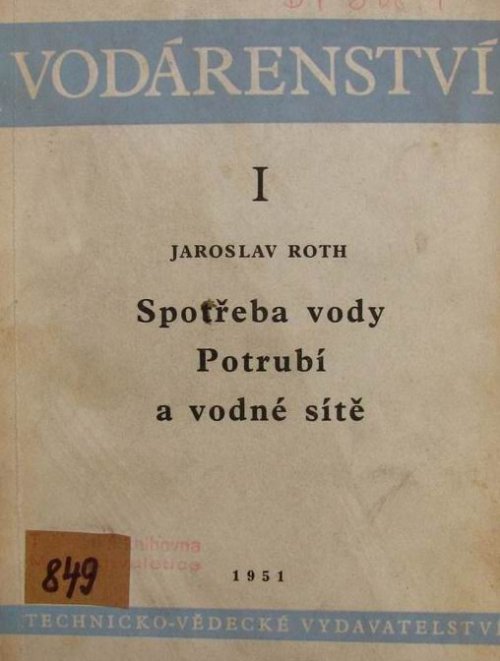 VODÁRENSTVÍ
I
JAROSLAV ROTH
Spotřeba vody
Potrubí
a vodné sítě
849
1951
TECHNICKO-VĚDECKÉ VYDAVATELSTVÍ